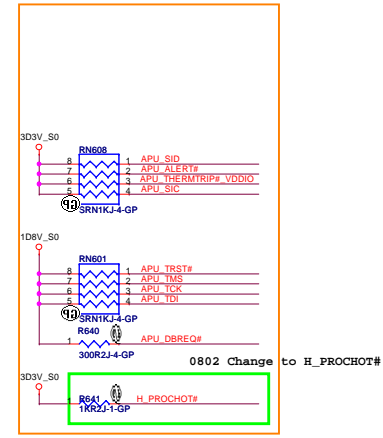 3D3V_S0
RN608
8 1 APU_SID
7 2 APU_ALERT#
6 3 APU_THERMTRIP#_VDDIO
5 4 APU_SIC
SRN1KJ-4-GP
1D8V_S0
RN601
8 1 APU_TRST#
7 2 APU_TMS
6 3 APU_TCK
5 4 APU_TDI
SRN1KJ-4-GP
R640
1 APU_DBREQ#
300R2J-4-GP
0802 Change to H_PROCHOT#
3D3V_S0
R641
1 H_PROCHOT#
1KR2J-1-GP